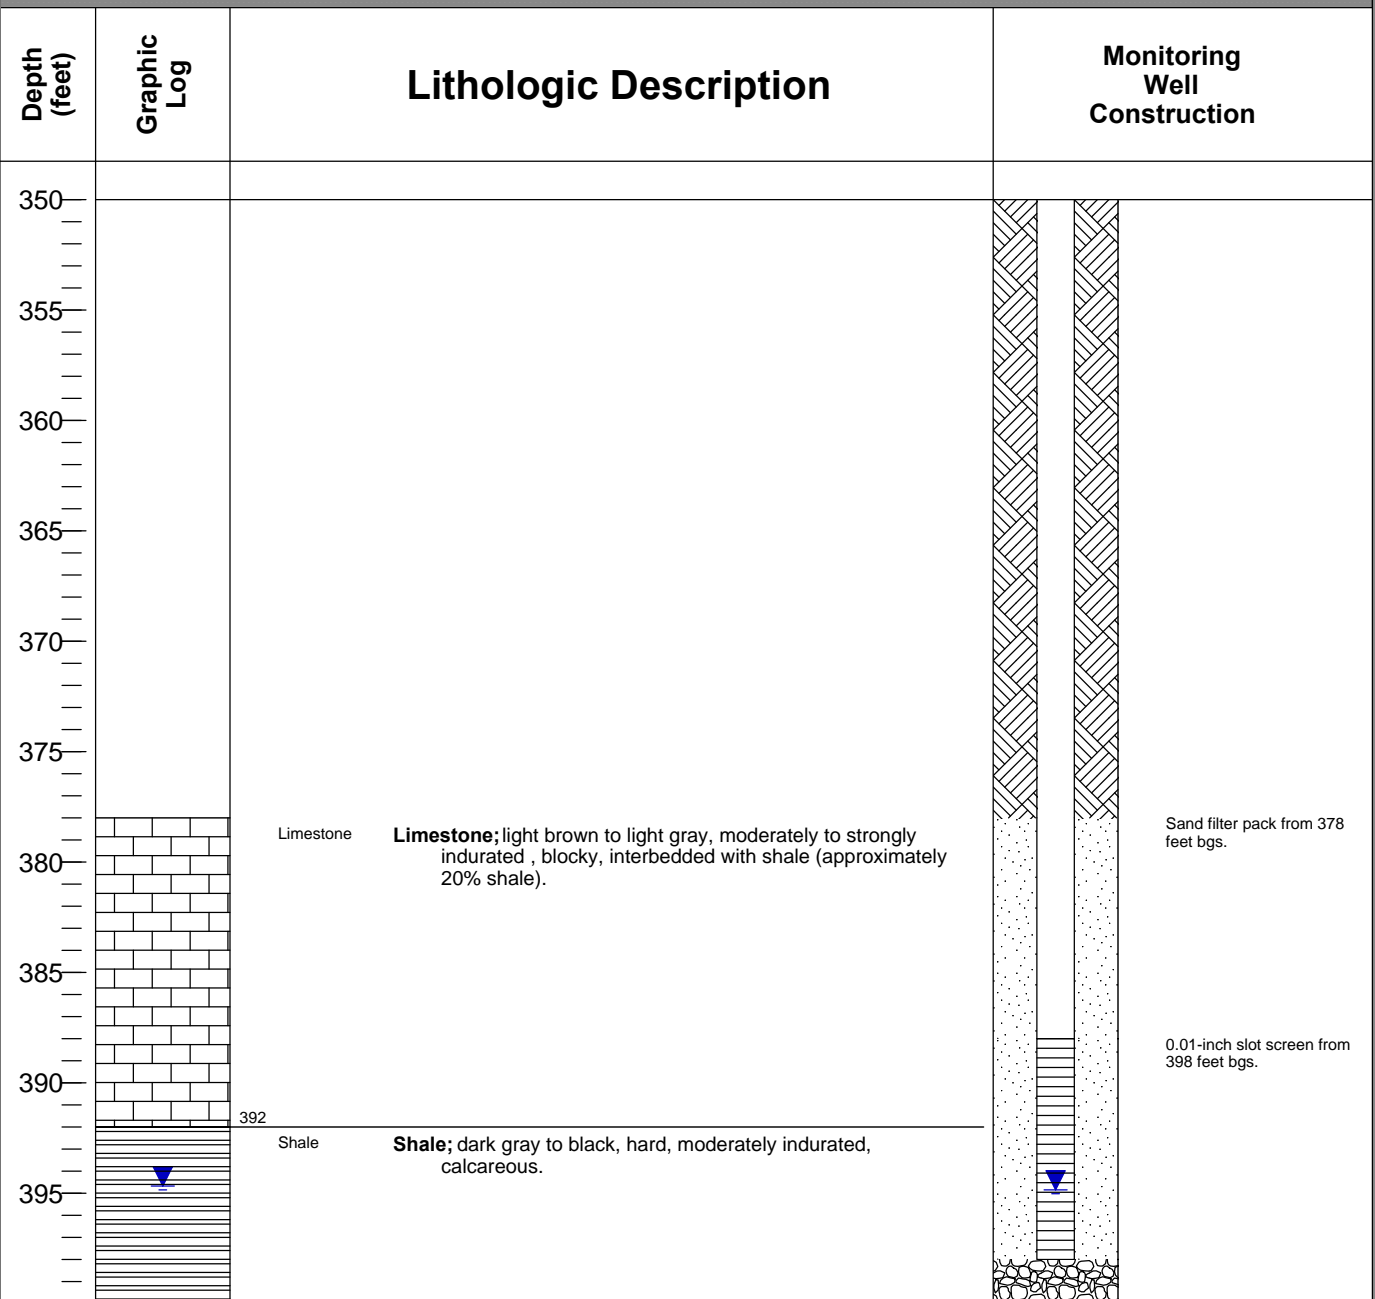 Depth
(feet)
Graphic
Log
Lithologic Description
Monitoring
Well
Construction
350
355
360
365
370
375
Limestone
Limestone; light brown to light gray, moderately to strongly
indurated , blocky, interbedded with shale (approximately
20% shale).
Sand filter pack from 378
feet bgs.
380
385
0.01-inch slot screen from
398 feet bgs.
390
392
Shale
Shale; dark gray to black, hard, moderately indurated,
calcareous.
395